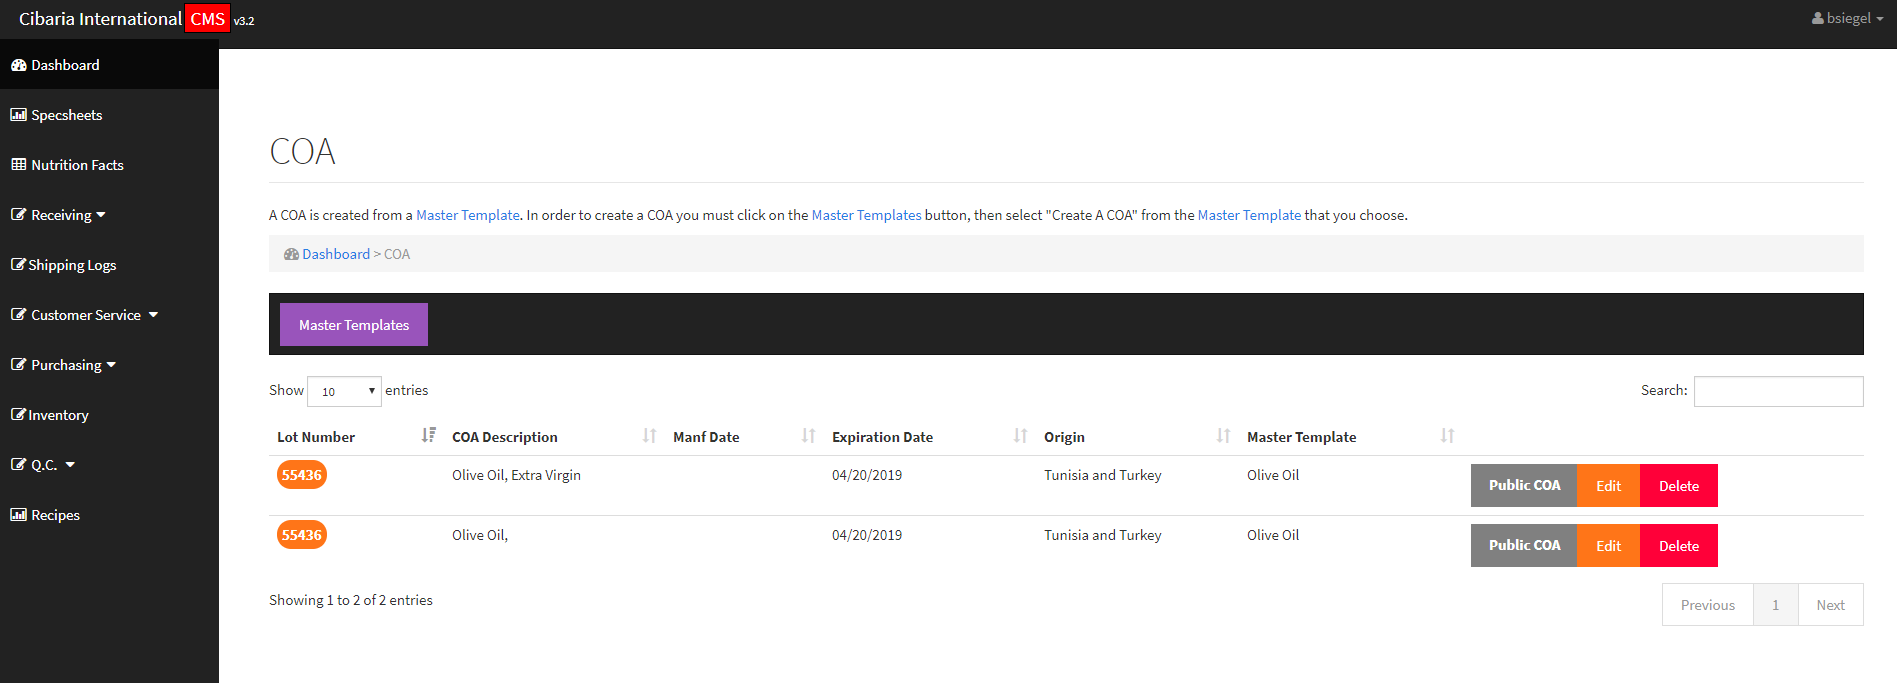 Cibaria International CMS v3.2
bsiegel
Dashboard
Specsheets
Nutrition Facts
Receiving
Shipping Logs
Customer Service
Purchasing
Inventory
Q.C.
Recipes
COA
A COA is created from a Master Template. In order to create a COA you must click on the Master Templates button, then select "Create A COA" from the Master Template that you choose.
Dashboard > COA
Master Templates
Show 10 entries
Search:
Lot Number COA Description Manf Date Expiration Date Origin Master Template
55436 Olive Oil, Extra Virgin 04/20/2019 Tunisia and Turkey Olive Oil Public COA Edit Delete
55436 Olive Oil, 04/20/2019 Tunisia and Turkey Olive Oil Public COA Edit Delete
Showing 1 to 2 of 2 entries
Previous 1 Next